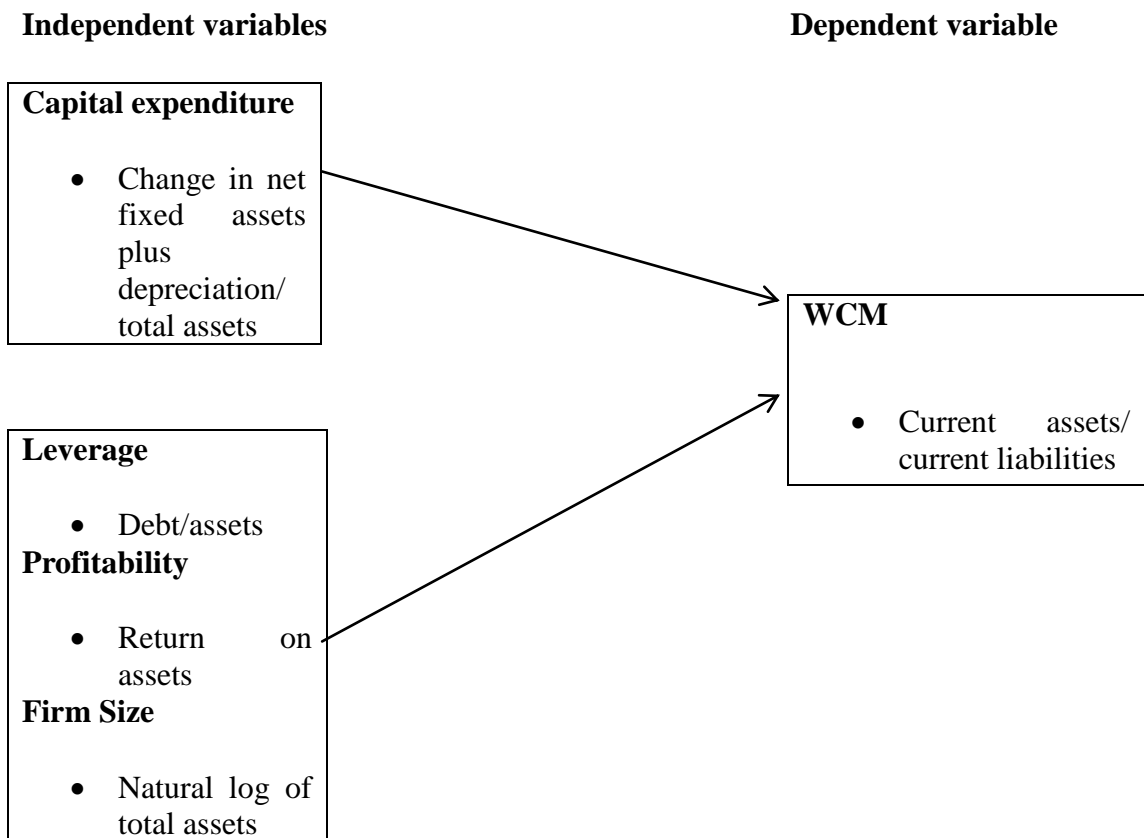 Independent variables
Dependent variable
Capital expenditure
• Change in net
fixed assets
plus
depreciation/
total assets
WCM
• Current assets/
current liabilities
Leverage
• Debt/assets
Profitability
• Return on
assets
Firm Size
• Natural log of
total assets